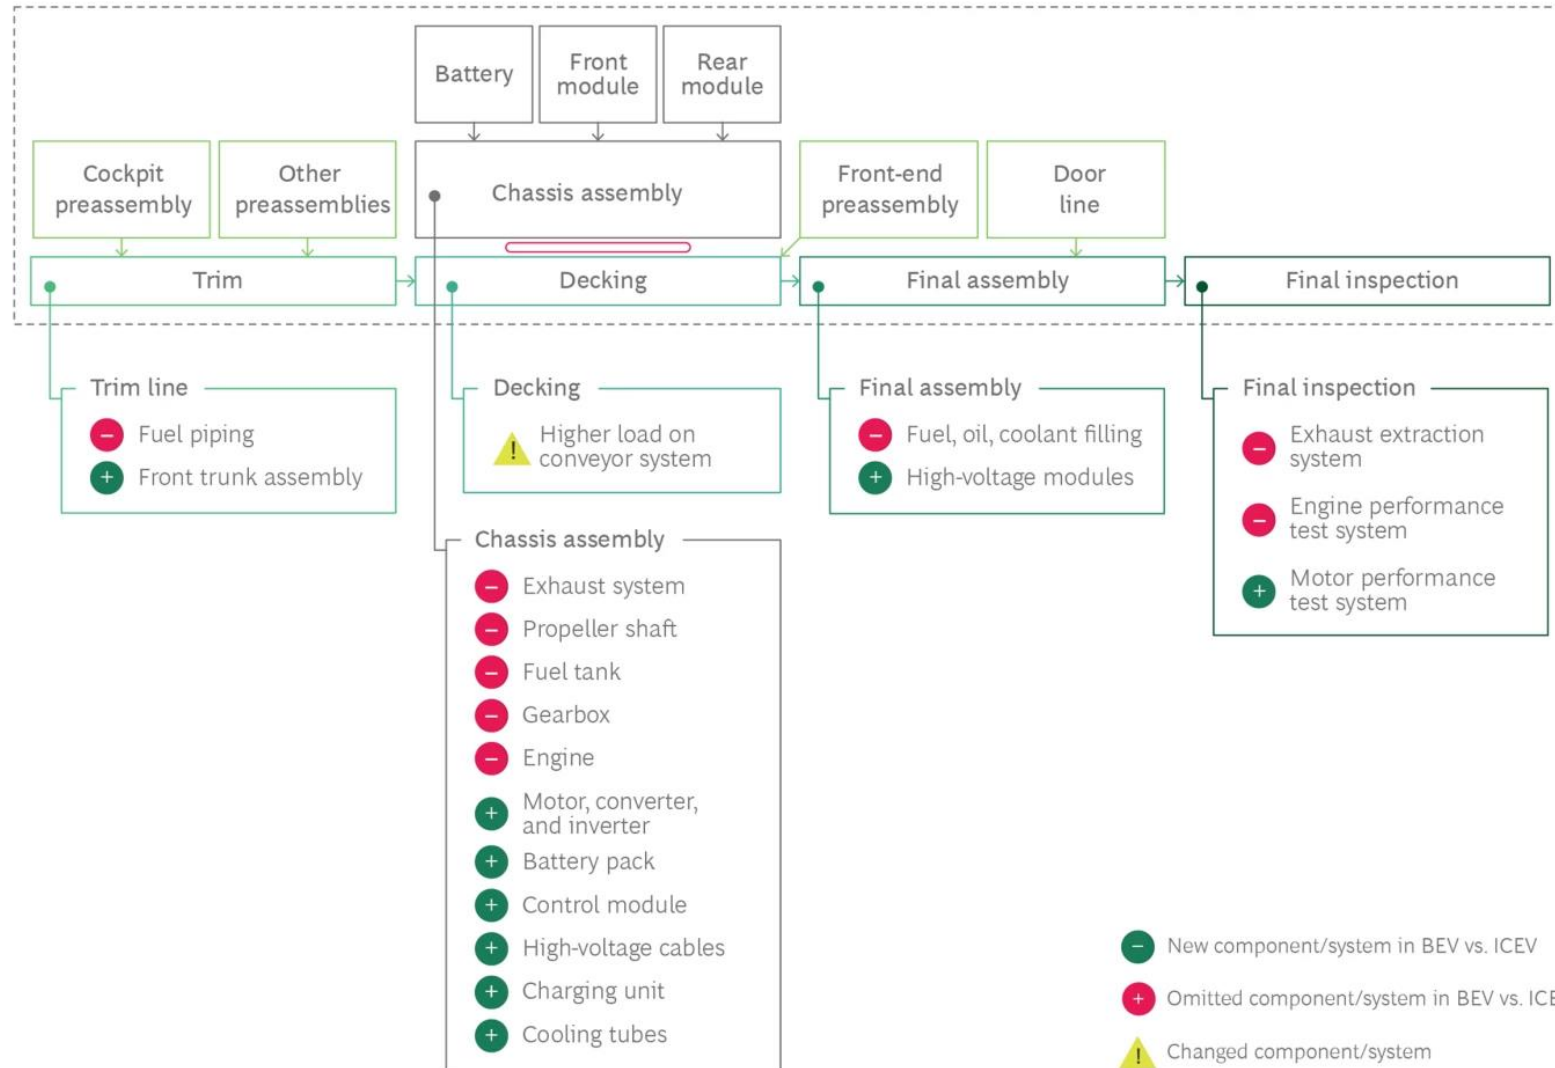 Battery
Front
module
Rear
module
Cockpit
preassembly
Other
preassemblies
Chassis assembly
Front-end
preassembly
Door
line
Trim
Decking
Final assembly
Final inspection
Trim line
− Fuel piping
+ Front trunk assembly
Decking
! Higher load on
conveyor system
Final assembly
− Fuel, oil, coolant filling
+ High-voltage modules
Final inspection
− Exhaust extraction
system
− Engine performance
test system
+ Motor performance
test system
Chassis assembly
− Exhaust system
− Propeller shaft
− Fuel tank
− Gearbox
− Engine
+ Motor, converter,
and inverter
+ Battery pack
+ Control module
+ High-voltage cables
+ Charging unit
+ Cooling tubes
− New component/system in BEV vs. ICEV
+ Omitted component/system in BEV vs. ICE
! Changed component/system